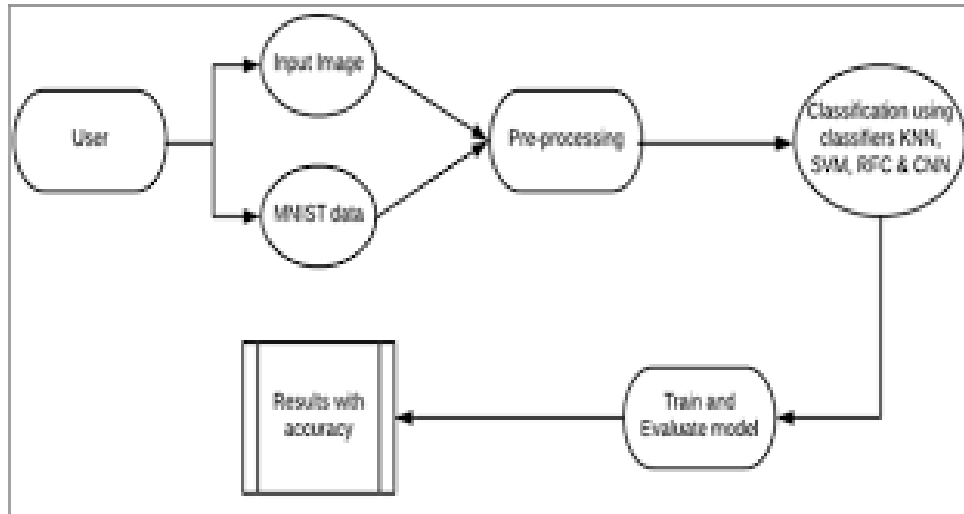 Input Image
User
Pre-processing
MNIST data
Classification using
classifiers KNN,
SVM, RFC & CNN
Results with
accuracy
Train and
Evaluate model